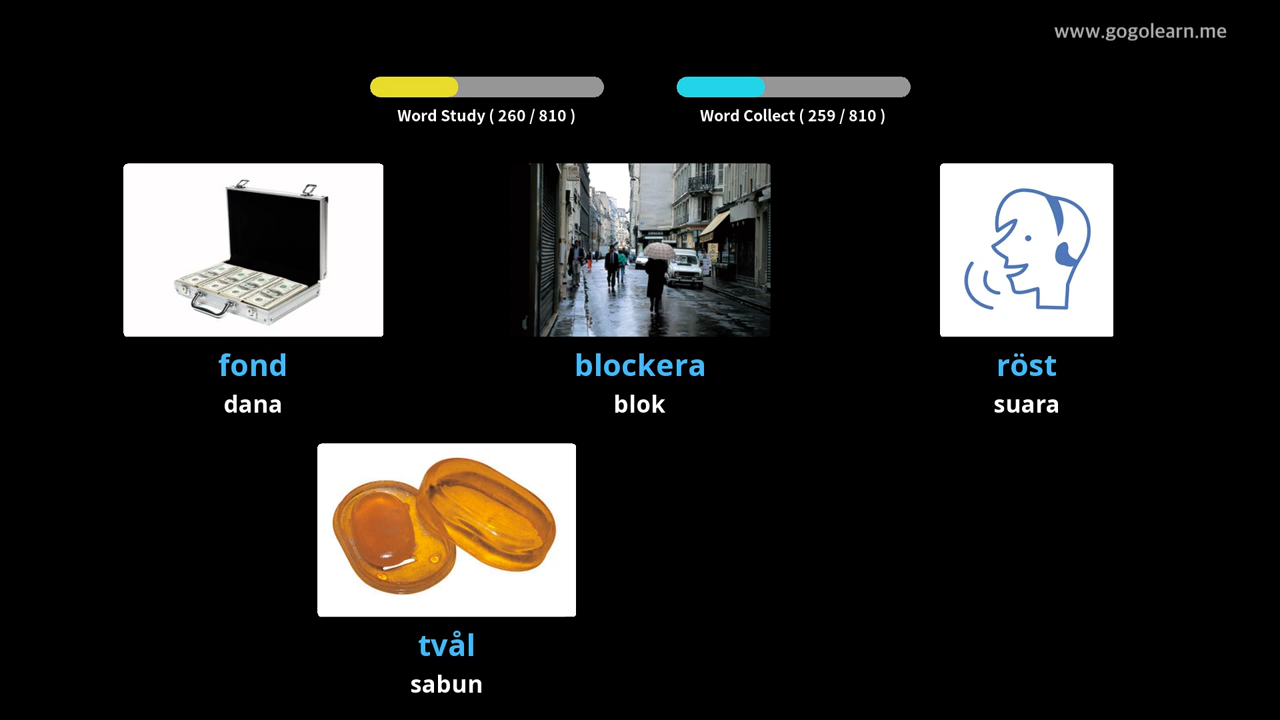 www.gogolearn.me
Word Study ( 260 / 810 )
Word Collect ( 259 / 810 )
fond
dana
blockera
blok
röst
suara
tvål
sabun